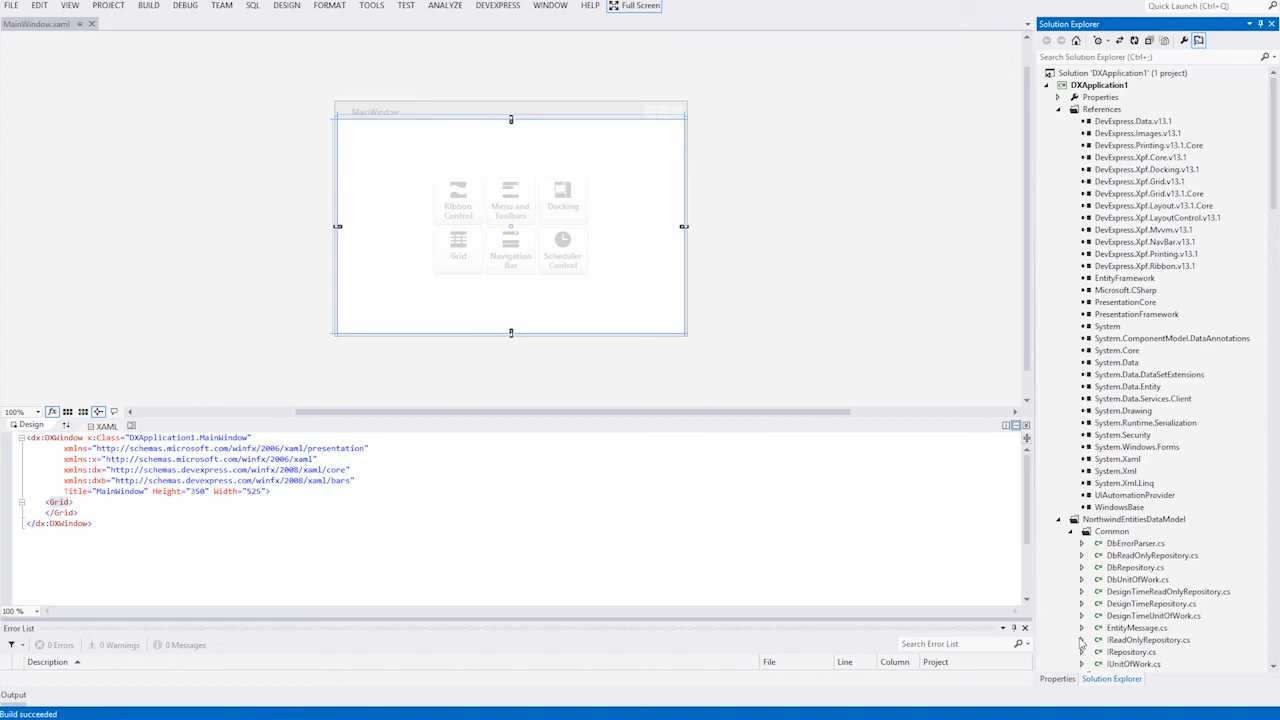 FILE EDIT VIEW PROJECT BUILD DEBUG TEAM SQL DESIGN FORMAT TOOLS TEST ANALYZE DEVEXPRESS WINDOW HELP Full Screen
Quick Launch (Ctrl+Q)
MainWindow.xaml
Solution Explorer
Search Solution Explorer (Ctrl+;)
Solution 'DXApplication1' (1 project)
DXApplication1
Properties
References
DevExpress.Data.v13.1
DevExpress.Images.v13.1
DevExpress.Printing.v13.1.Core
DevExpress.Xpf.Core.v13.1
DevExpress.Xpf.Docking.v13.1
DevExpress.Xpf.Grid.v13.1
DevExpress.Xpf.Grid.v13.1.Core
DevExpress.Xpf.Layout.v13.1.Core
DevExpress.Xpf.LayoutControl.v13.1
DevExpress.Xpf.Mvvm.v13.1
DevExpress.Xpf.NavBar.v13.1
DevExpress.Xpf.Printing.v13.1
DevExpress.Xpf.Ribbon.v13.1
EntityFramework
Microsoft.CSharp
PresentationCore
PresentationFramework
System
System.ComponentModel.DataAnnotations
System.Core
System.Data
System.Data.DataSetExtensions
System.Data.Entity
System.Data.Services.Client
System.Drawing
System.Runtime.Serialization
System.Security
System.Windows.Forms
System.Xaml
System.Xml
System.Xml.Linq
UIAutomationProvider
WindowsBase
NorthwindEntitiesDataModel
Common
DbErrorParser.cs
DbReadOnlyRepository.cs
DbRepository.cs
DbUnitOfWork.cs
DesignTimeReadOnlyRepository.cs
DesignTimeRepository.cs
DesignTimeUnitOfWork.cs
EntityMessage.cs
IReadOnlyRepository.cs
IRepository.cs
IUnitOfWork.cs
Properties Solution Explorer
MainWindow
Ribbon Control
Menu and Toolbars
Docking
Grid
Navigation Bar
Scheduler Control
100%
Design XAML
<dx:DXWindow x:Class="DXApplication1.MainWindow"
xmlns="http://schemas.microsoft.com/winfx/2006/xaml/presentation"
xmlns:x="http://schemas.microsoft.com/winfx/2006/xaml"
xmlns:dx="http://schemas.devexpress.com/winfx/2008/xaml/core"
xmlns:dxb="http://schemas.devexpress.com/winfx/2008/xaml/bars"
Title="MainWindow" Height="350" Width="525">
<Grid>
</Grid>
</dx:DXWindow>
100 %
Error List
0 Errors 0 Warnings 0 Messages
Search Error List
Description File Line Column Project
Output
Build succeeded